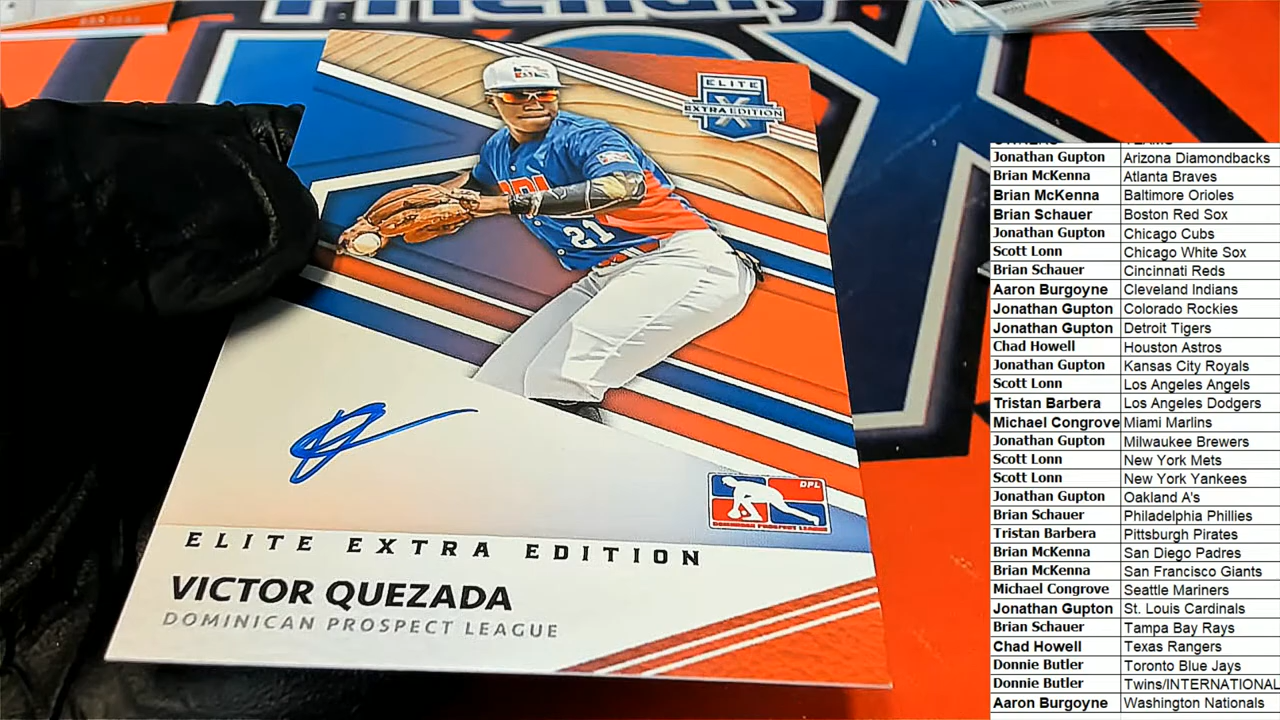 Friendly
ELITE
X
EXTRA EDITION
21
DPL
DOMINICAN PROSPECT LEAGUE
ELITE EXTRA EDITION
VICTOR QUEZADA
DOMINICAN PROSPECT LEAGUE
OWNERS TEAMS
Jonathan Gupton Arizona Diamondbacks
Brian McKenna Atlanta Braves
Brian McKenna Baltimore Orioles
Brian Schauer Boston Red Sox
Jonathan Gupton Chicago Cubs
Scott Lonn Chicago White Sox
Brian Schauer Cincinnati Reds
Aaron Burgoyne Cleveland Indians
Jonathan Gupton Colorado Rockies
Jonathan Gupton Detroit Tigers
Chad Howell Houston Astros
Jonathan Gupton Kansas City Royals
Scott Lonn Los Angeles Angels
Tristan Barbera Los Angeles Dodgers
Michael Congrove Miami Marlins
Jonathan Gupton Milwaukee Brewers
Scott Lonn New York Mets
Scott Lonn New York Yankees
Jonathan Gupton Oakland A's
Brian Schauer Philadelphia Phillies
Tristan Barbera Pittsburgh Pirates
Brian McKenna San Diego Padres
Brian McKenna San Francisco Giants
Michael Congrove Seattle Mariners
Jonathan Gupton St. Louis Cardinals
Brian Schauer Tampa Bay Rays
Chad Howell Texas Rangers
Donnie Butler Toronto Blue Jays
Donnie Butler Twins/INTERNATIONAL
Aaron Burgoyne Washington Nationals